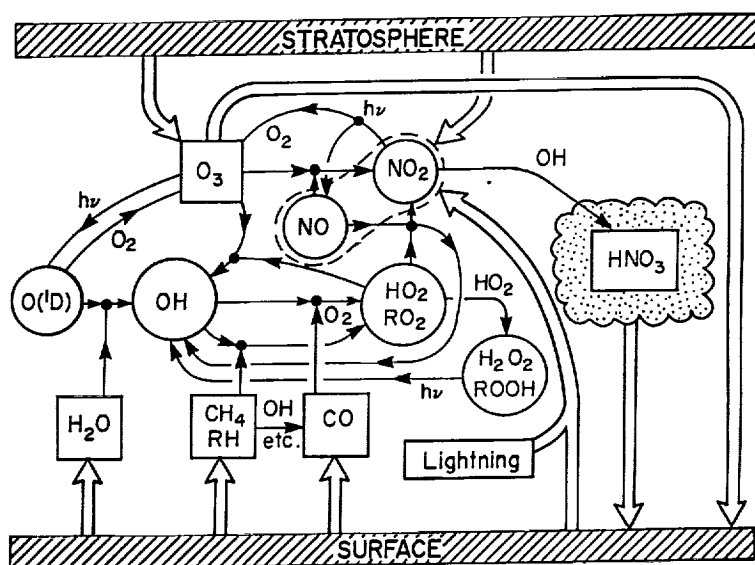 STRATOSPHERE
hν
O2
O3
NO2
OH
hν
NO
HNO3
O2
O(¹D)
OH
O2
HO2
RO2
HO2
H2O2
ROOH
hν
H2O
CH4
RH
OH
etc.
CO
Lightning
SURFACE